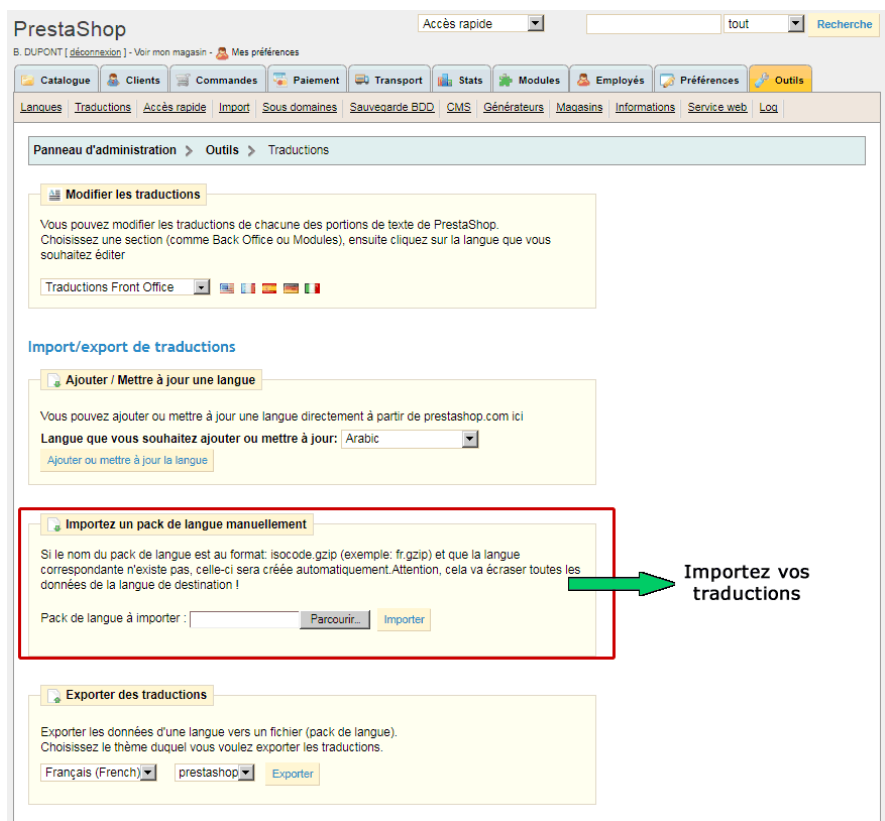 PrestaShop
Accès rapide
tout
Recherche
B. DUPONT [ déconnexion ] - Voir mon magasin - Mes préférences
Catalogue Clients Commandes Paiement Transport Stats Modules Employés Préférences Outils
Langues Traductions Accès rapide Import Sous domaines Sauvegarde BDD CMS Générateurs Magasins Informations Service web Log
Panneau d'administration > Outils > Traductions
Modifier les traductions
Vous pouvez modifier les traductions de chacune des portions de texte de PrestaShop.
Choisissez une section (comme Back Office ou Modules), ensuite cliquez sur la langue que vous
souhaitez éditer
Traductions Front Office
Import/export de traductions
Ajouter / Mettre à jour une langue
Vous pouvez ajouter ou mettre à jour une langue directement à partir de prestashop.com ici
Langue que vous souhaitez ajouter ou mettre à jour: Arabic
Ajouter ou mettre à jour la langue
Importez un pack de langue manuellement
Si le nom du pack de langue est au format: isocode.gzip (exemple: fr.gzip) et que la langue
correspondante n'existe pas, celle-ci sera créée automatiquement.Attention, cela va écraser toutes les
données de la langue de destination !
Pack de langue à importer : Parcourir... Importer
Importez vos
traductions
Exporter des traductions
Exporter les données d'une langue vers un fichier (pack de langue).
Choisissez le thème duquel vous voulez exporter les traductions.
Français (French) prestashop Exporter